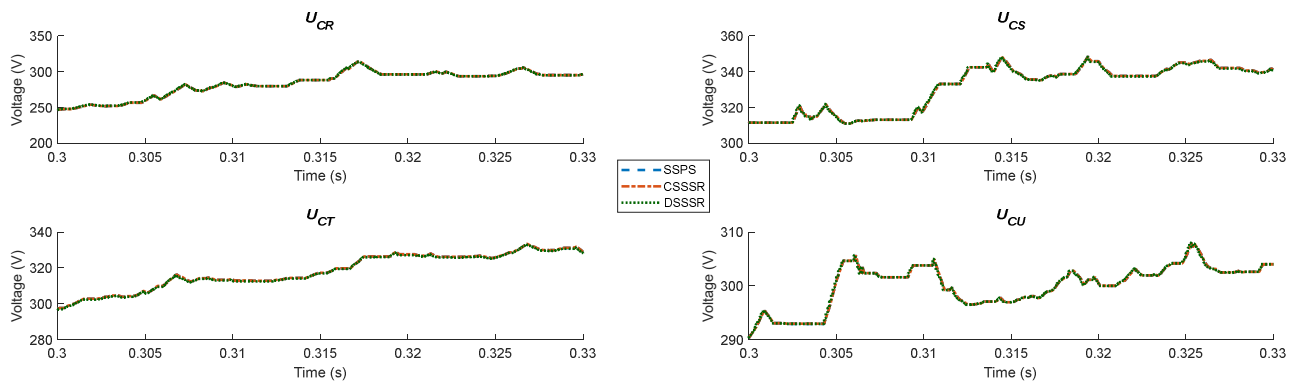 U_CR
350
300
250
200
Voltage (V)
0.3 0.305 0.31 0.315 0.32 0.325 0.33
Time (s)
U_CS
360
340
320
300
Voltage (V)
0.3 0.305 0.31 0.315 0.32 0.325 0.33
Time (s)
SSPS
CSSSR
DSSSR
U_CT
340
320
300
280
Voltage (V)
0.3 0.305 0.31 0.315 0.32 0.325 0.33
Time (s)
U_CU
310
300
290
Voltage (V)
0.3 0.305 0.31 0.315 0.32 0.325 0.33
Time (s)